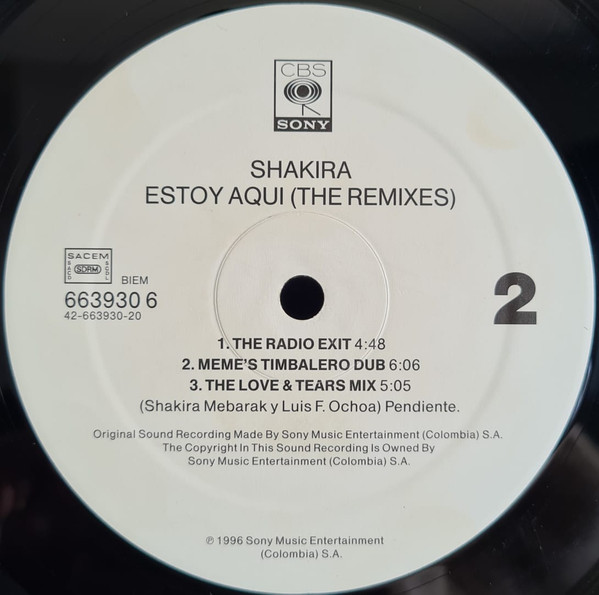 CBS
SONY
SHAKIRA
ESTOY AQUI (THE REMIXES)
SACEM
SDRM
BIEM
663930 6
42-663930-20
2
1. THE RADIO EXIT 4:48
2. MEME'S TIMBALERO DUB 6:06
3. THE LOVE & TEARS MIX 5:05
(Shakira Mebarak y Luis F. Ochoa) Pendiente.
Original Sound Recording Made By Sony Music Entertainment (Colombia) S.A.
The Copyright In This Sound Recording Is Owned By
Sony Music Entertainment (Colombia) S.A.
℗ 1996 Sony Music Entertainment
(Colombia) S.A.